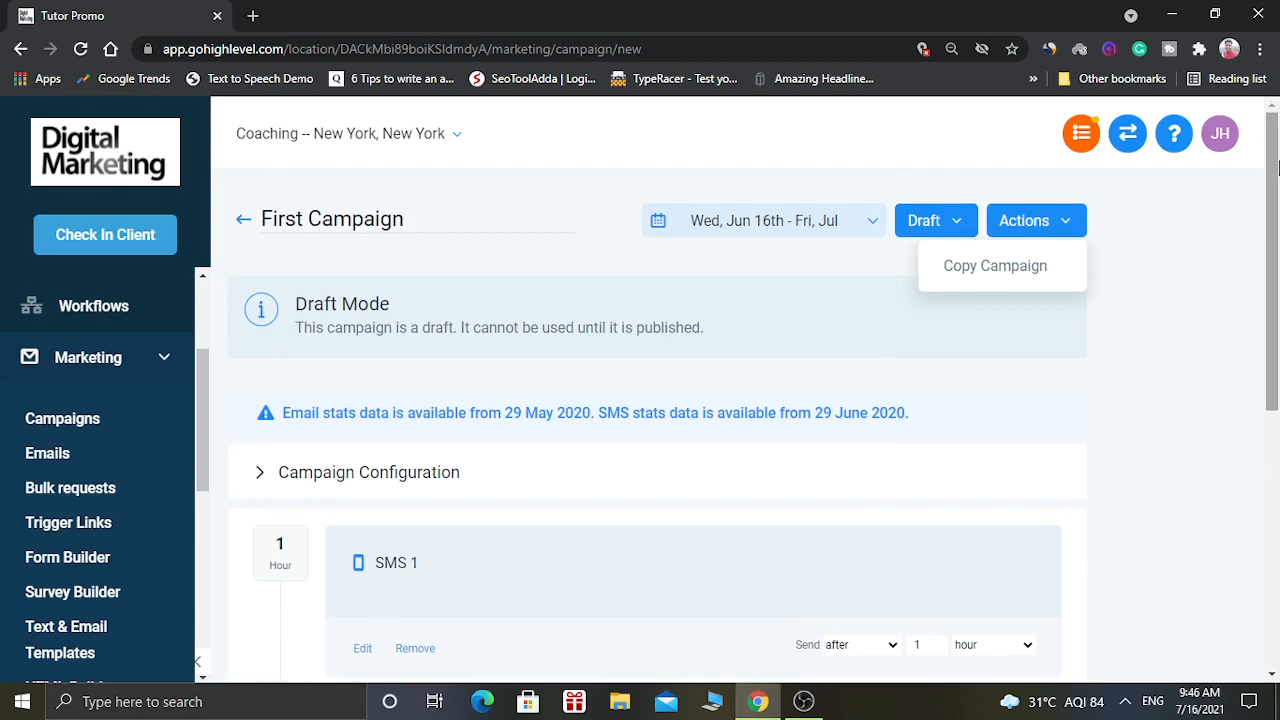 Tutor Promo
app.gohighlevel.com/location/DACkMbi89boiKSIdmdyA/marketing/campaign/new
Apps
Google Trends
Text to Speech Demo
6 Tips to write an a...
SeoToolAdda | Logi...
TypeRacer - Test yo...
Amazing Headline...
»
Other bookmarks
Reading list
Digital
Marketing
Coaching -- New York, New York
?
JH
Check In Client
First Campaign
Wed, Jun 16th - Fri, Jul
Draft
Actions
Copy Campaign
Workflows
Draft Mode
This campaign is a draft. It cannot be used until it is published.
Marketing
Campaigns
Email stats data is available from 29 May 2020. SMS stats data is available from 29 June 2020.
Emails
Campaign Configuration
Bulk requests
Trigger Links
1
Hour
SMS 1
Form Builder
Survey Builder
Text & Email
Templates
Edit
Remove
Send after 1 hour
Type here to search
31°C AQI 84
ENG
9:46 AM
7/16/2021